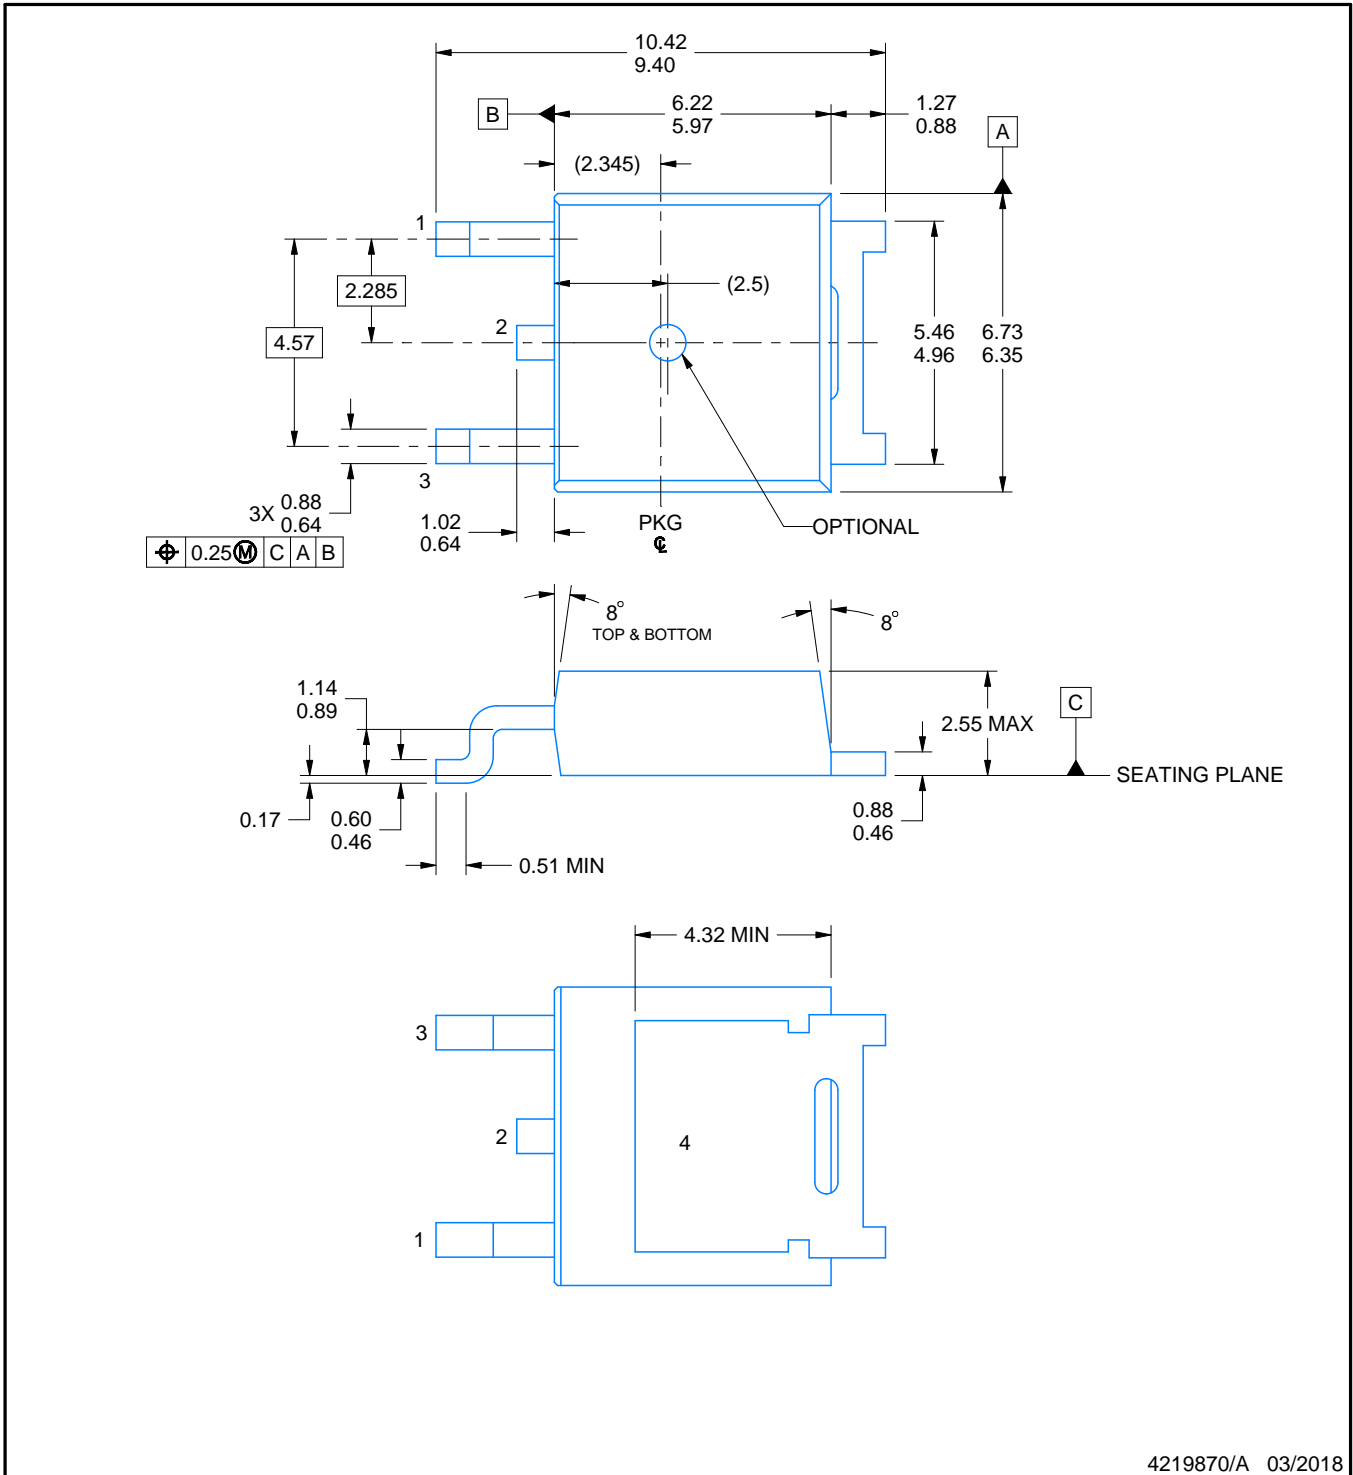 10.42
9.40
B
6.22
5.97
1.27
0.88
A
(2.345)
1
2.285
(2.5)
2
4.57
5.46
4.96
6.73
6.35
3
3X 0.88
0.64
1.02
0.64
PKG
℄
OPTIONAL
⌖ 0.25 Ⓜ C A B
8°
TOP & BOTTOM
8°
1.14
0.89
C
2.55 MAX
SEATING PLANE
0.17
0.60
0.46
0.88
0.46
0.51 MIN
4.32 MIN
3
2
4
1
4219870/A 03/2018